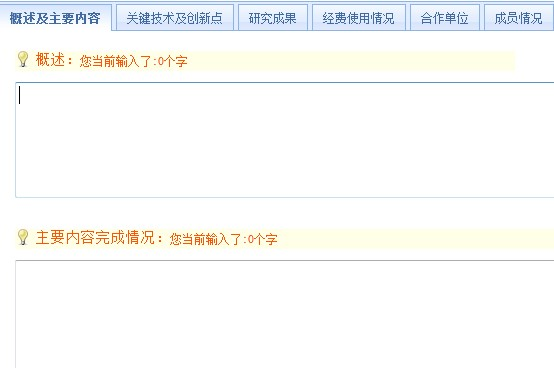 概述及主要内容 关键技术及创新点 研究成果 经费使用情况 合作单位 成员情况
概述：您当前输入了:0个字
主要内容完成情况：您当前输入了:0个字